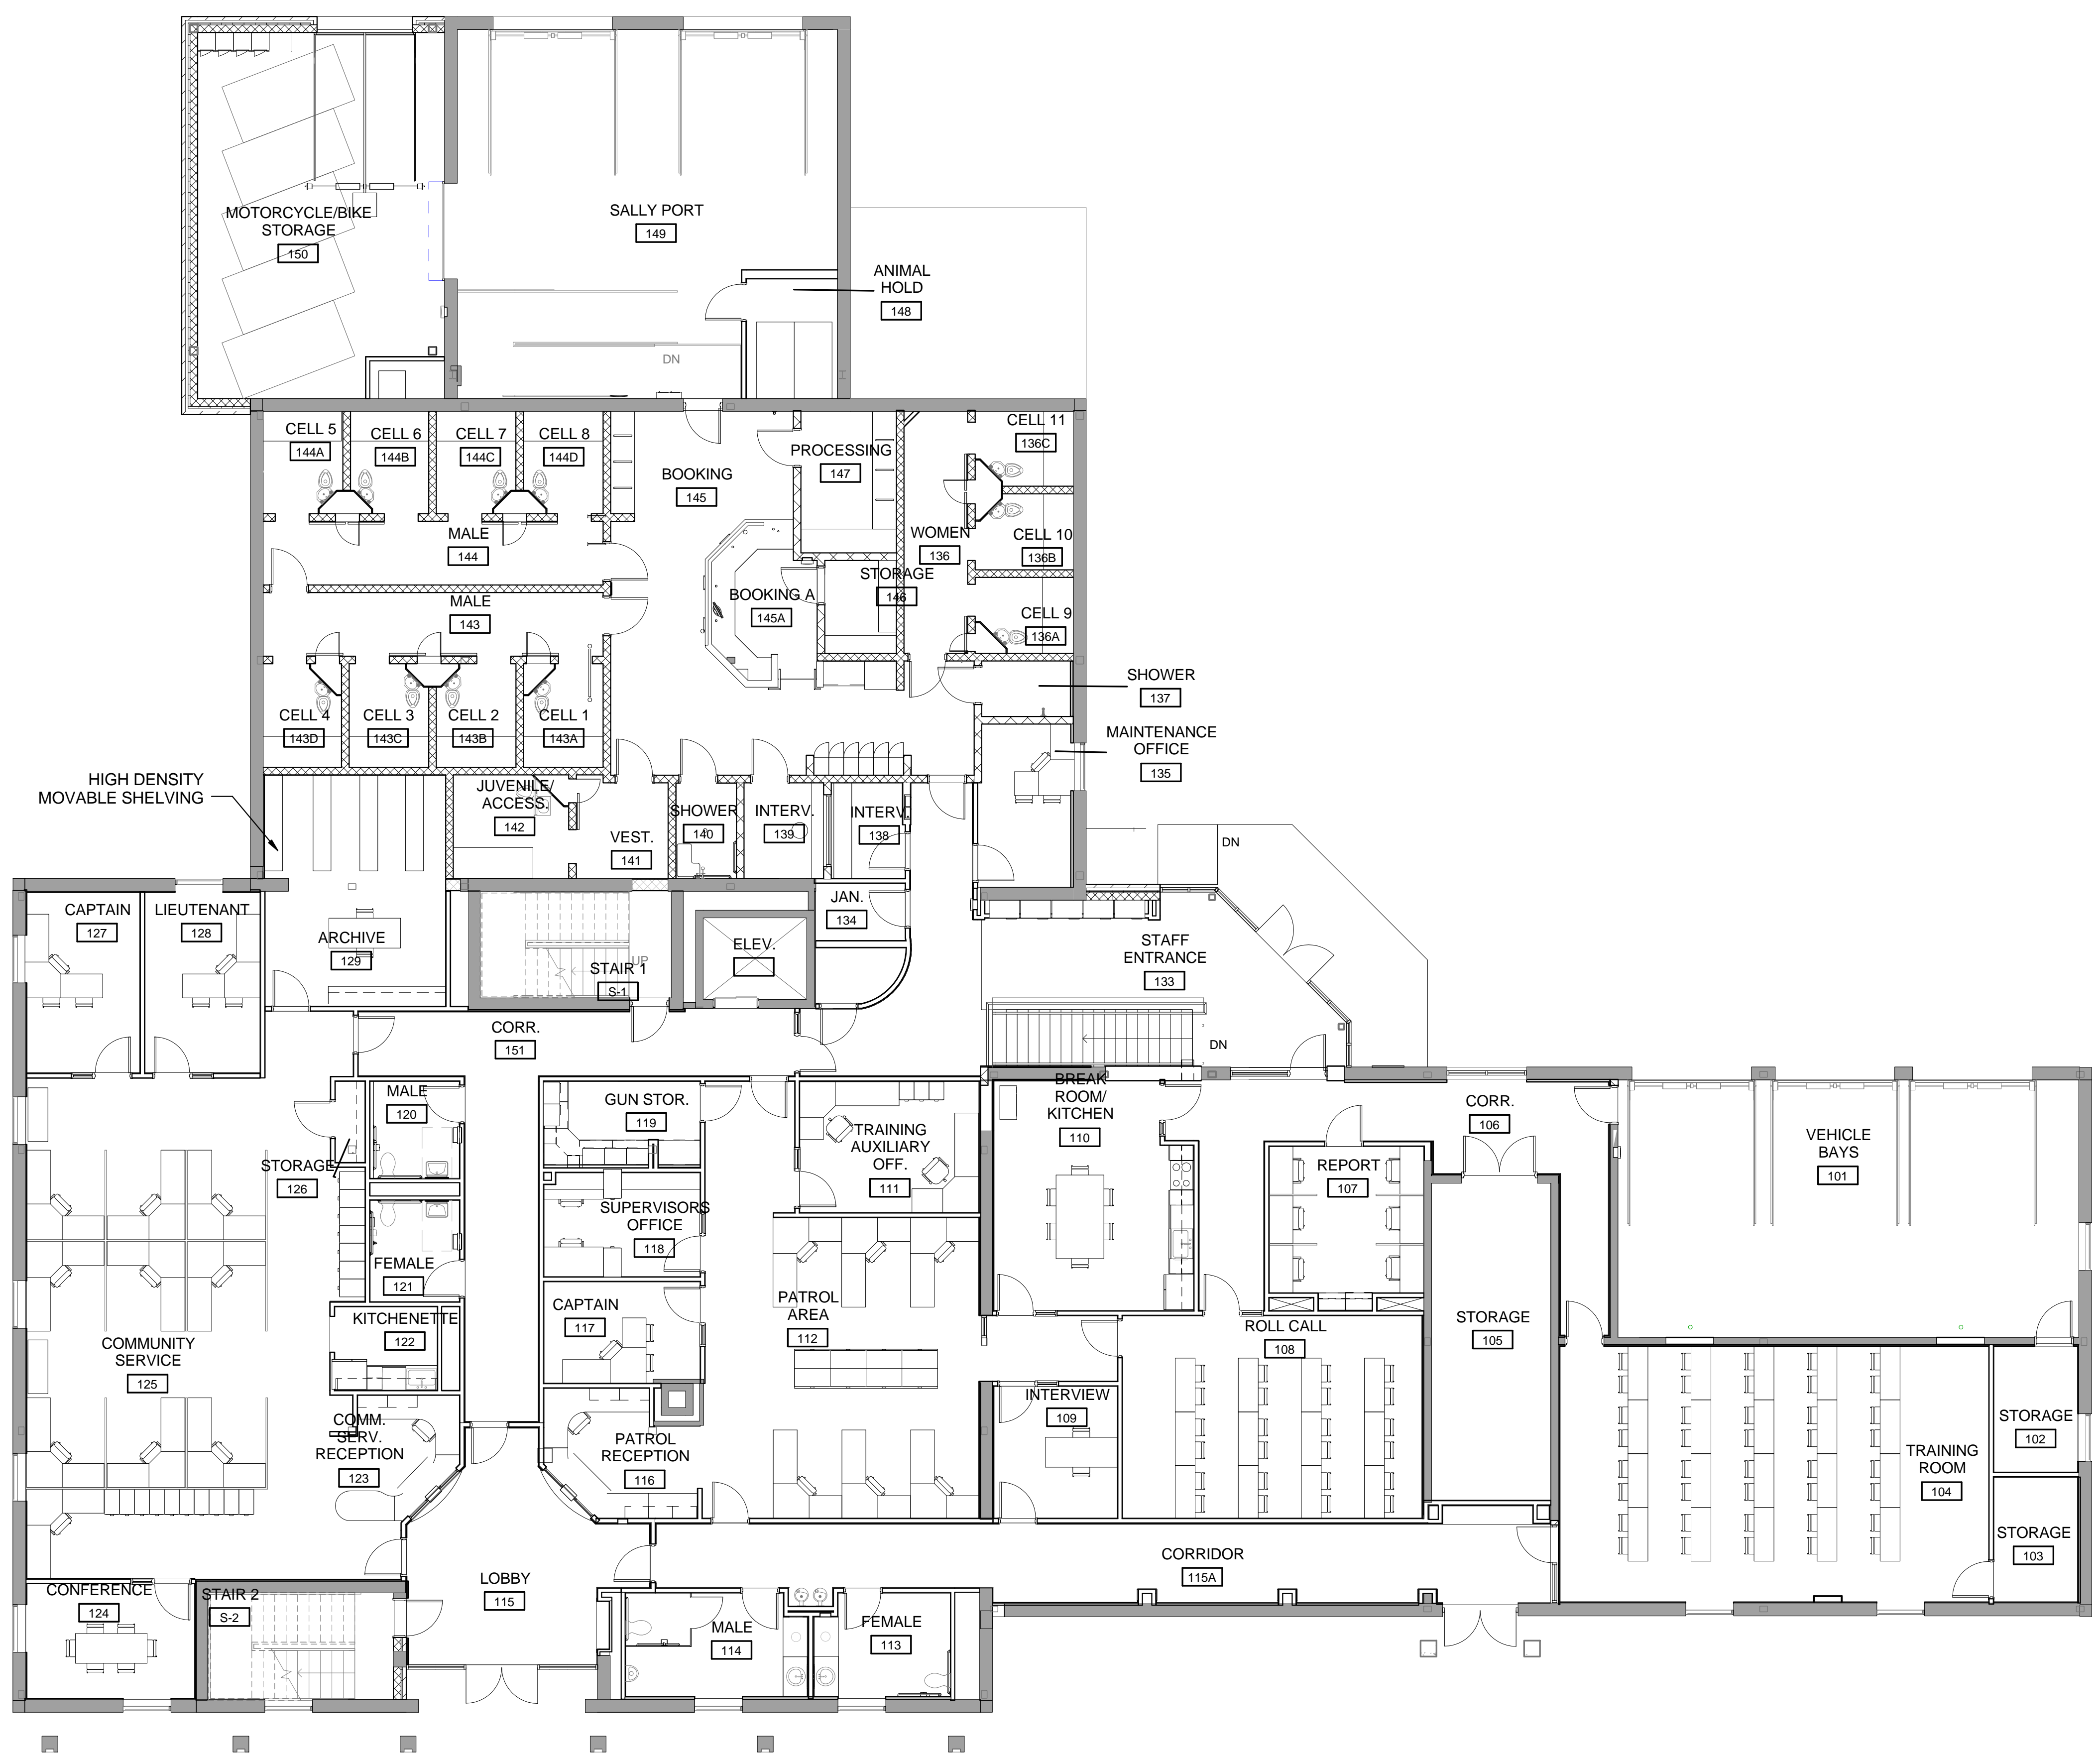 MOTORCYCLE/BIKE
STORAGE
150
SALLY PORT
149
ANIMAL
HOLD
148
DN
CELL 5
144A
CELL 6
144B
CELL 7
144C
CELL 8
144D
BOOKING
145
PROCESSING
147
CELL 11
136C
MALE
144
WOMEN
136
CELL 10
136B
STORAGE
146
MALE
143
BOOKING A
145A
CELL 9
136A
CELL 4
143D
CELL 3
143C
CELL 2
143B
CELL 1
143A
SHOWER
137
MAINTENANCE
OFFICE
135
HIGH DENSITY
MOVABLE SHELVING
JUVENILE/
ACCESS.
142
VEST.
141
SHOWER
140
INTERV.
139
INTERV.
138
DN
CAPTAIN
127
LIEUTENANT
128
ARCHIVE
129
UP
STAIR 1
S-1
ELEV.
JAN.
134
STAFF
ENTRANCE
133
DN
CORR.
151
MALE
120
GUN STOR.
119
TRAINING
AUXILIARY
OFF.
111
BREAK
ROOM/
KITCHEN
110
CORR.
106
VEHICLE
BAYS
101
STORAGE
126
REPORT
107
SUPERVISORS
OFFICE
118
FEMALE
121
CAPTAIN
117
PATROL
AREA
112
KITCHENETTE
122
COMMUNITY
SERVICE
125
ROLL CALL
108
STORAGE
105
INTERVIEW
109
COMM.
SERV.
RECEPTION
123
PATROL
RECEPTION
116
STORAGE
102
TRAINING
ROOM
104
STORAGE
103
CORRIDOR
115A
CONFERENCE
124
STAIR 2
S-2
LOBBY
115
MALE
114
FEMALE
113